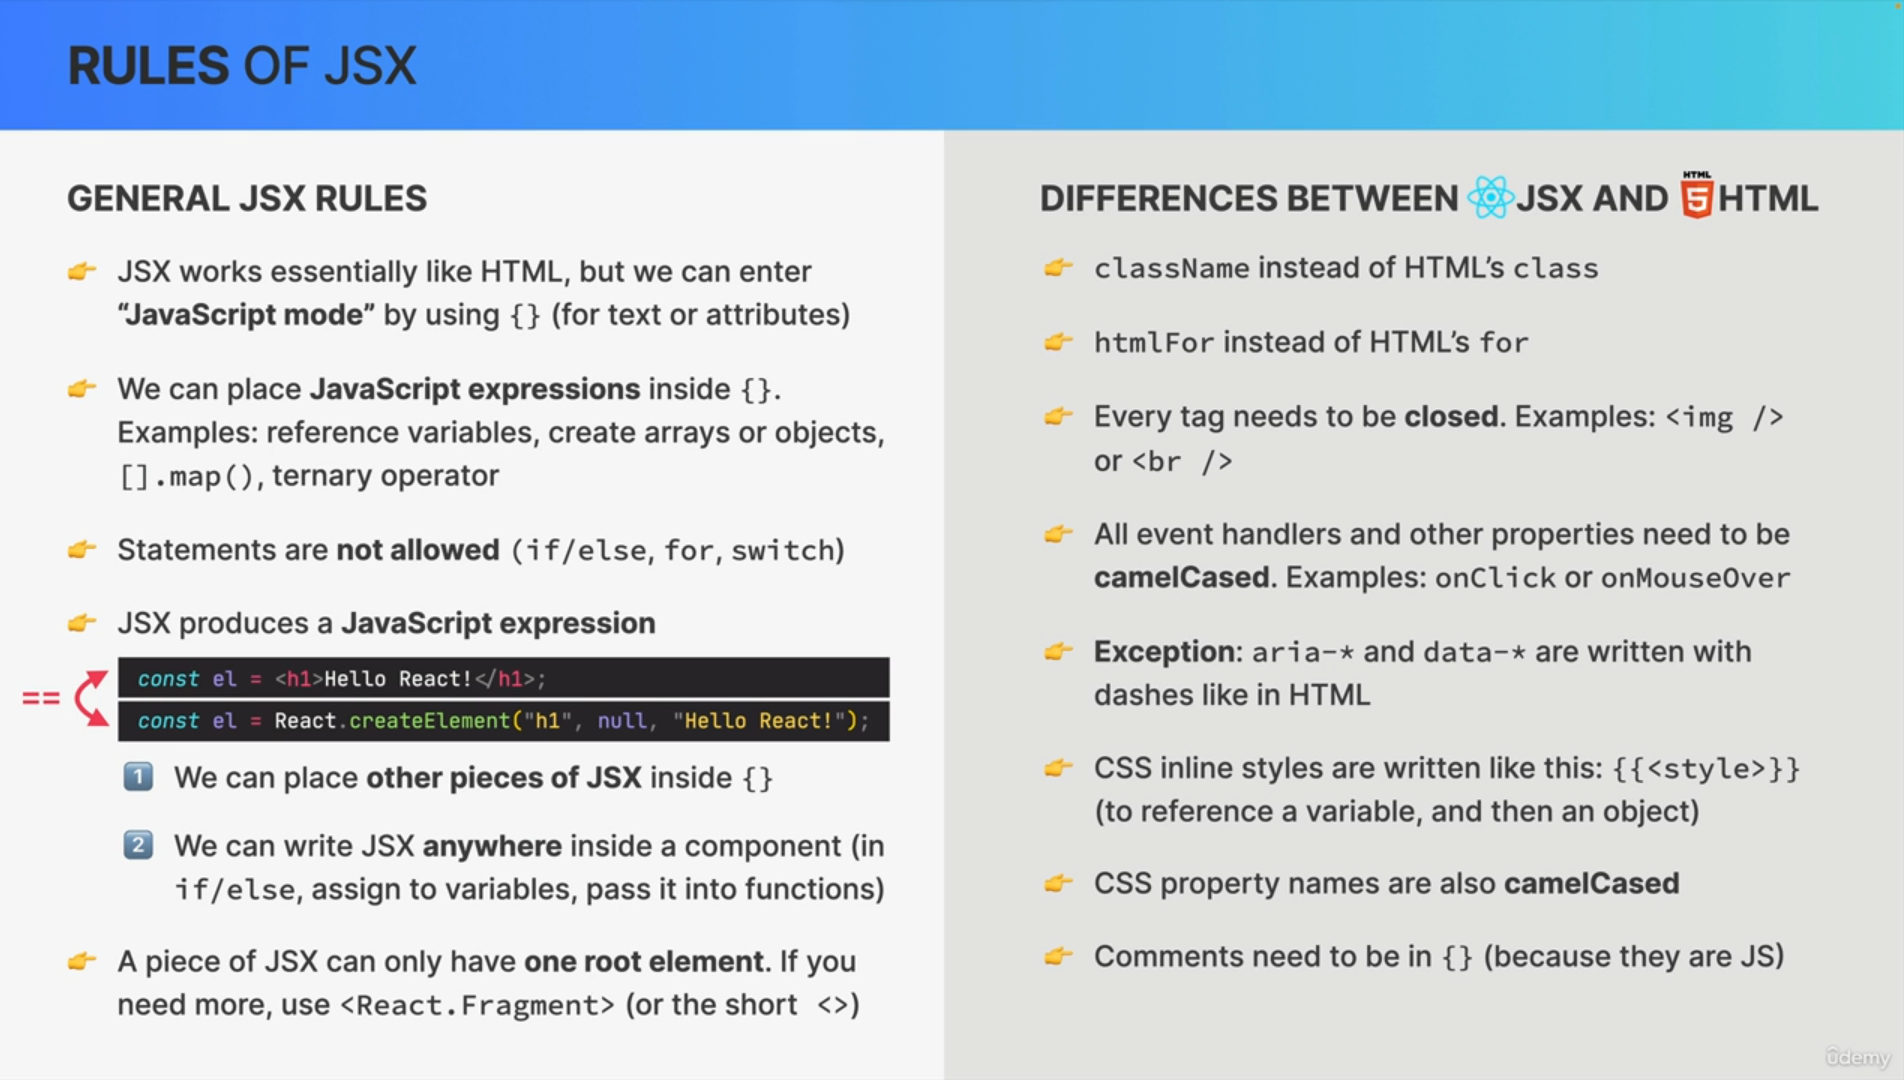 RULES OF JSX
GENERAL JSX RULES
👉 JSX works essentially like HTML, but we can enter
“JavaScript mode” by using {} (for text or attributes)
👉 We can place JavaScript expressions inside {}.
Examples: reference variables, create arrays or objects,
[].map(), ternary operator
👉 Statements are not allowed (if/else, for, switch)
👉 JSX produces a JavaScript expression
const el = <h1>Hello React!</h1>;
==
const el = React.createElement("h1", null, "Hello React!");
1 We can place other pieces of JSX inside {}
2 We can write JSX anywhere inside a component (in
if/else, assign to variables, pass it into functions)
👉 A piece of JSX can only have one root element. If you
need more, use <React.Fragment> (or the short <>)
DIFFERENCES BETWEEN JSX AND HTML 5 HTML
👉 className instead of HTML’s class
👉 htmlFor instead of HTML’s for
👉 Every tag needs to be closed. Examples: <img />
or <br />
👉 All event handlers and other properties need to be
camelCased. Examples: onClick or onMouseOver
👉 Exception: aria-* and data-* are written with
dashes like in HTML
👉 CSS inline styles are written like this: {{<style>}}
(to reference a variable, and then an object)
👉 CSS property names are also camelCased
👉 Comments need to be in {} (because they are JS)
ûdemy